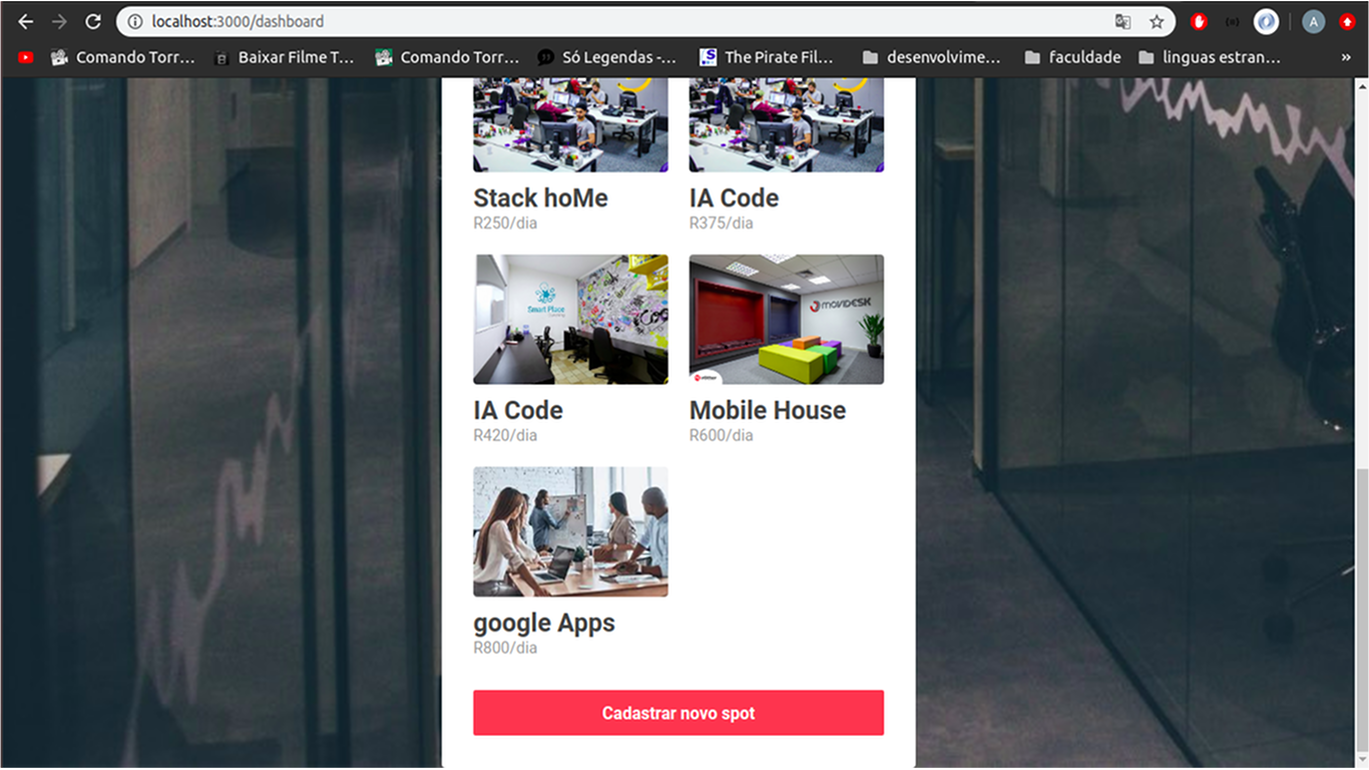 localhost:3000/dashboard
A
Comando Torr...
Baixar Filme T...
Comando Torr...
Só Legendas -...
The Pirate Fil...
desenvolvime...
faculdade
linguas estran...
»
Stack hoMe
IA Code
R250/dia
R375/dia
Smart Place
MOVIDESK
IA Code
Mobile House
R420/dia
R600/dia
google Apps
R800/dia
Cadastrar novo spot